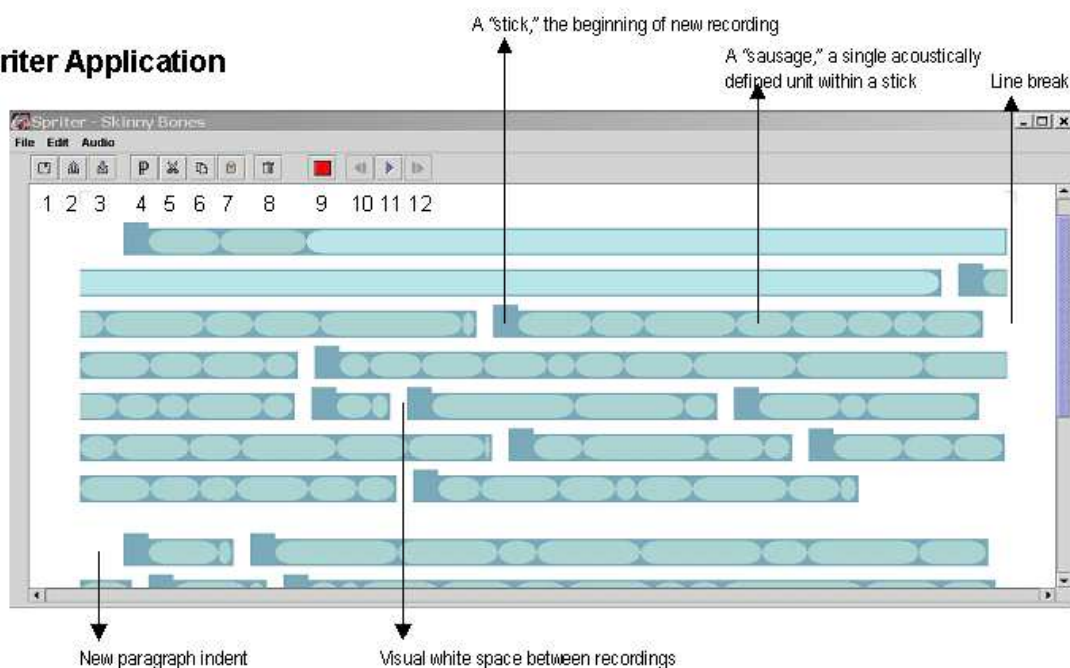 A “stick,” the beginning of new recording
riter Application
A “sausage,” a single acoustically
defined unit within a stick
Line break
Spriter - Skinny Bones
File Edit Audio
P
1 2 3 4 5 6 7 8 9 10 11 12
New paragraph indent
Visual white space between recordings